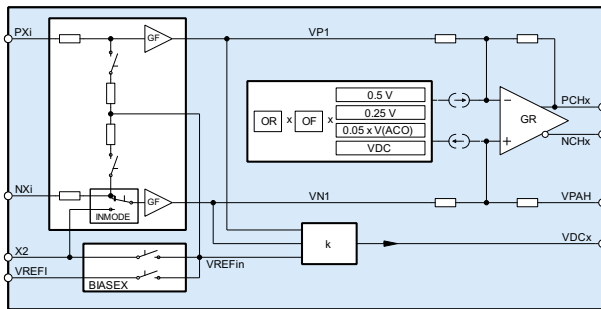 PXi
GF
VP1
0.5 V
0.25 V
OR x OF x
0.05 x V(ACO)
VDC
GR
PCHx
NCHx
NXi
INMODE
GF
VN1
VPAH
k
VDCx
X2
VREFI
BIASEX
VREFin